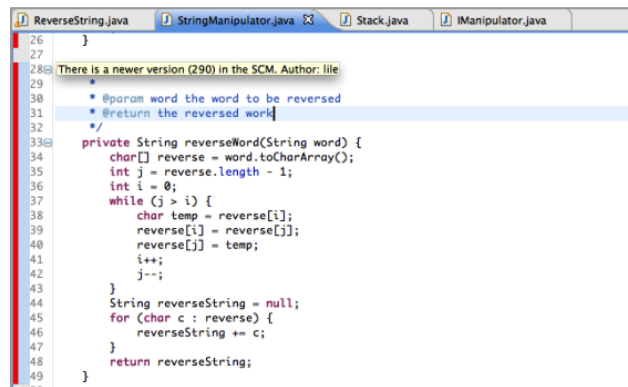 ReverseString.java StringManipulator.java Stack.java IManipulator.java
26 }
27
28 There is a newer version (290) in the SCM. Author: lile
29 *
30 * @param word the word to be reversed
31 * @return the reversed work
32 */
33 private String reverseWord(String word) {
34 char[] reverse = word.toCharArray();
35 int j = reverse.length - 1;
36 int i = 0;
37 while (j > i) {
38 char temp = reverse[i];
39 reverse[i] = reverse[j];
40 reverse[j] = temp;
41 i++;
42 j--;
43 }
44 String reverseString = null;
45 for (char c : reverse) {
46 reverseString += c;
47 }
48 return reverseString;
49 }